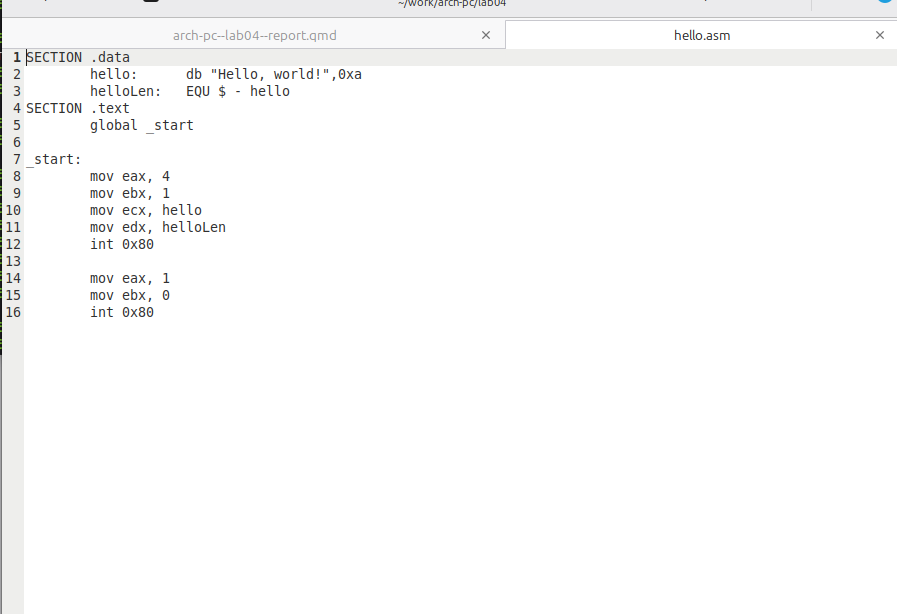 ~/work/arch-pc/lab04
arch-pc--lab04--report.qmd × hello.asm ×
1 SECTION .data
2         hello:      db "Hello, world!",0xa
3         helloLen:   EQU $ - hello
4 SECTION .text
5         global _start
6
7 _start:
8         mov eax, 4
9         mov ebx, 1
10         mov ecx, hello
11         mov edx, helloLen
12         int 0x80
13
14         mov eax, 1
15         mov ebx, 0
16         int 0x80